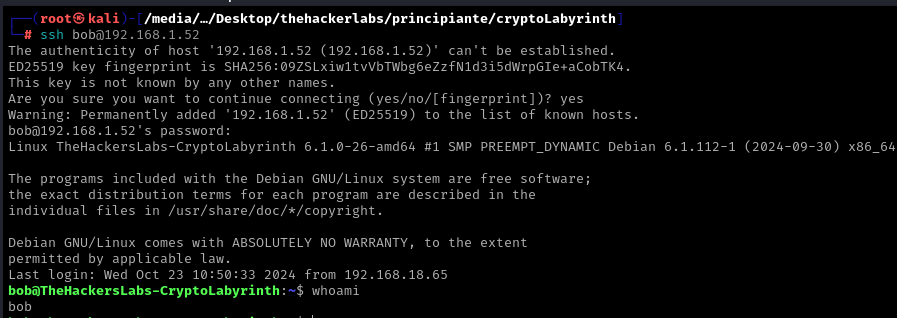 ┌──(root㉿kali)-[/media/…/Desktop/thehackerlabs/principiante/cryptoLabyrinth]
└─# ssh bob@192.168.1.52
The authenticity of host '192.168.1.52 (192.168.1.52)' can't be established.
ED25519 key fingerprint is SHA256:09ZSLxiw1tvVbTWbg6eZzfN1d3i5dWrpGIe+aCobTK4.
This key is not known by any other names.
Are you sure you want to continue connecting (yes/no/[fingerprint])? yes
Warning: Permanently added '192.168.1.52' (ED25519) to the list of known hosts.
bob@192.168.1.52's password:
Linux TheHackersLabs-CryptoLabyrinth 6.1.0-26-amd64 #1 SMP PREEMPT_DYNAMIC Debian 6.1.112-1 (2024-09-30) x86_64
The programs included with the Debian GNU/Linux system are free software;
the exact distribution terms for each program are described in the
individual files in /usr/share/doc/*/copyright.
Debian GNU/Linux comes with ABSOLUTELY NO WARRANTY, to the extent
permitted by applicable law.
Last login: Wed Oct 23 10:50:33 2024 from 192.168.18.65
bob@TheHackersLabs-CryptoLabyrinth:~$ whoami
bob